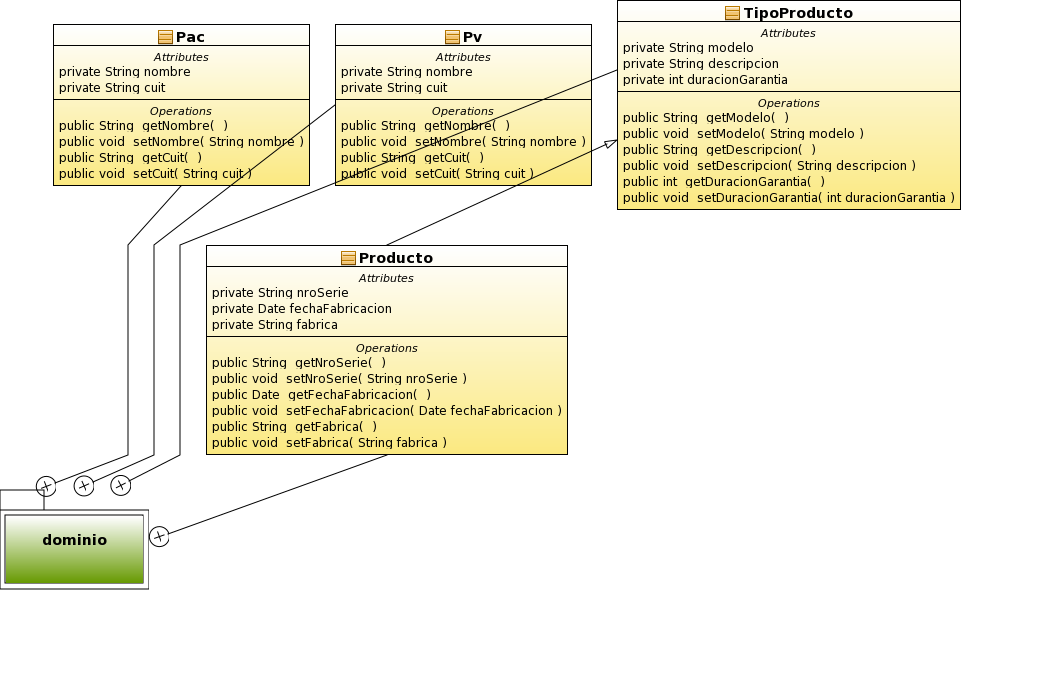 Pac
Attributes
private String nombre
private String cuit
Operations
public String getNombre( )
public void setNombre( String nombre )
public String getCuit( )
public void setCuit( String cuit )
Pv
Attributes
private String nombre
private String cuit
Operations
public String getNombre( )
public void setNombre( String nombre )
public String getCuit( )
public void setCuit( String cuit )
TipoProducto
Attributes
private String modelo
private String descripcion
private int duracionGarantia
Operations
public String getModelo( )
public void setModelo( String modelo )
public String getDescripcion( )
public void setDescripcion( String descripcion )
public int getDuracionGarantia( )
public void setDuracionGarantia( int duracionGarantia )
Producto
Attributes
private String nroSerie
private Date fechaFabricacion
private String fabrica
Operations
public String getNroSerie( )
public void setNroSerie( String nroSerie )
public Date getFechaFabricacion( )
public void setFechaFabricacion( Date fechaFabricacion )
public String getFabrica( )
public void setFabrica( String fabrica )
dominio